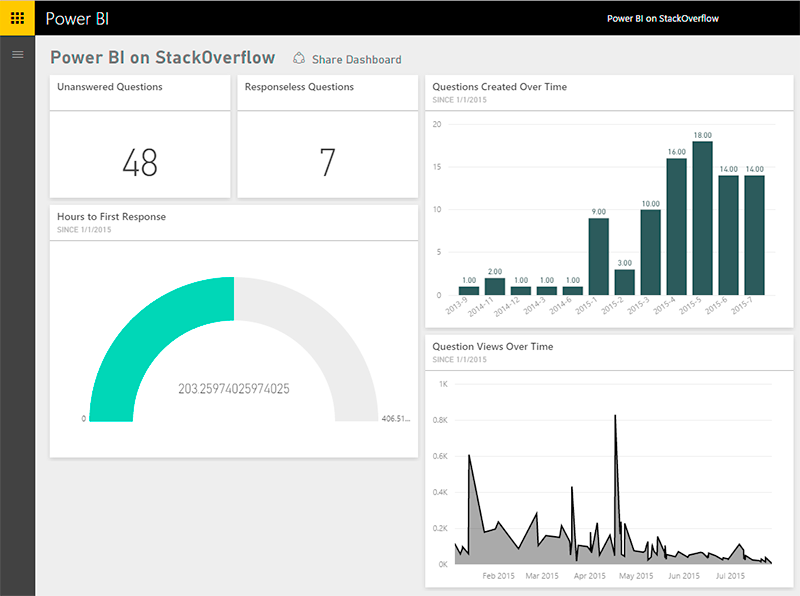 Power BI
Power BI on StackOverflow
Power BI on StackOverflow
Share Dashboard
Unanswered Questions
48
Responseless Questions
7
Hours to First Response
SINCE 1/1/2015
203.25974025974025
0
406.51...
Questions Created Over Time
SINCE 1/1/2015
20
15
10
5
0
1.00
2.00
1.00
1.00
1.00
9.00
3.00
10.00
16.00
18.00
14.00
14.00
2013-9
2014-11
2014-12
2014-3
2014-6
2015-1
2015-2
2015-3
2015-4
2015-5
2015-6
2015-7
Question Views Over Time
SINCE 1/1/2015
1K
0.8K
0.6K
0.4K
0.2K
0K
Feb 2015 Mar 2015 Apr 2015 May 2015 Jun 2015 Jul 2015